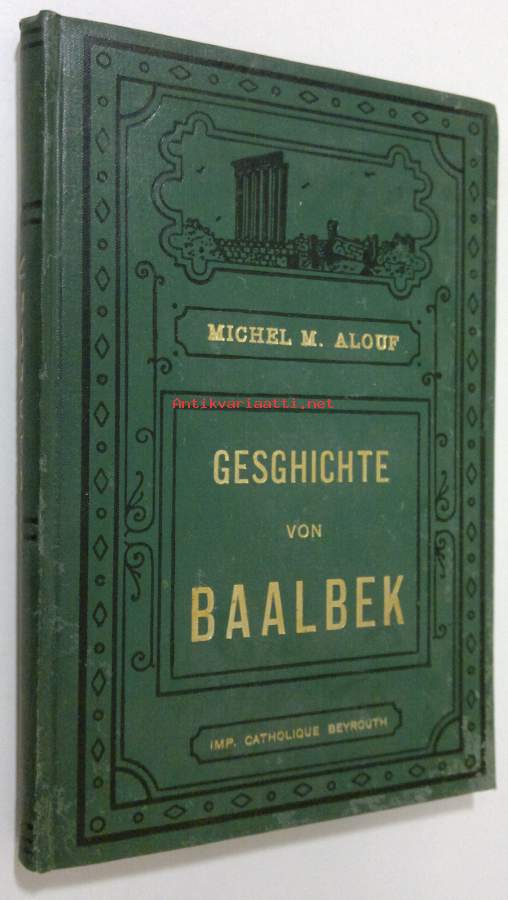 MICHEL M. ALOUF
Antikvariaatti.net
GESGHICHTE
VON
BAALBEK
IMP. CATHOLIQUE BEYROUTH